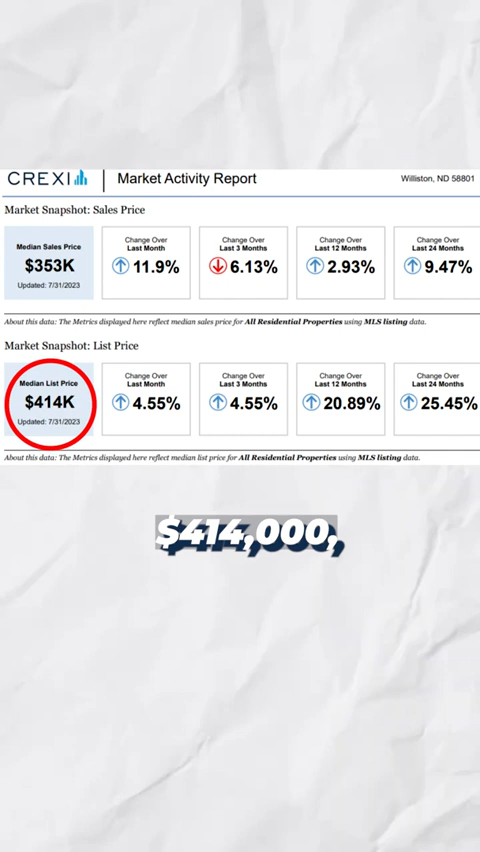 CREXI | Market Activity Report Williston, ND 58801
Market Snapshot: Sales Price
Median Sales Price
$353K
Updated: 7/31/2023
Change Over
Last Month
11.9%
Change Over
Last 3 Months
6.13%
Change Over
Last 12 Months
2.93%
Change Over
Last 24 Months
9.47%
About this data: The Metrics displayed here reflect median sales price for All Residential Properties using MLS listing data.
Market Snapshot: List Price
Median List Price
$414K
Updated: 7/31/2023
Change Over
Last Month
4.55%
Change Over
Last 3 Months
4.55%
Change Over
Last 12 Months
20.89%
Change Over
Last 24 Months
25.45%
About this data: The Metrics displayed here reflect median list price for All Residential Properties using MLS listing data.
$414,000,